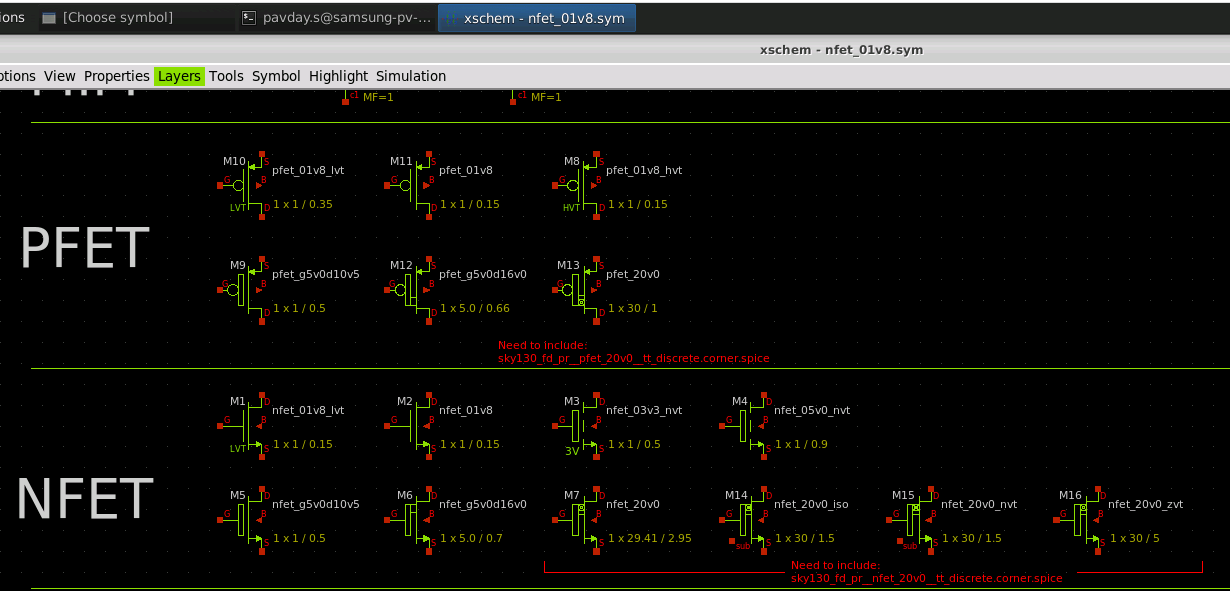 ions [Choose symbol] pavday.s@samsung-pv-... xschem - nfet_01v8.sym
xschem - nfet_01v8.sym
ptions View Properties Layers Tools Symbol Highlight Simulation
c1 MF=1 c1 MF=1
M10 S M11 S M8 S
pfet_01v8_lvt pfet_01v8 pfet_01v8_hvt
G B G B G B
LVT D 1 x 1 / 0.35 D 1 x 1 / 0.15 HVT D 1 x 1 / 0.15
PFET
M9 S M12 S M13 S
pfet_g5v0d10v5 pfet_g5v0d16v0 pfet_20v0
G B G B G B
D 1 x 1 / 0.5 D 1 x 5.0 / 0.66 D 1 x 30 / 1
Need to include:
sky130_fd_pr__pfet_20v0__tt_discrete.corner.spice
M1 D M2 D M3 D M4 D
nfet_01v8_lvt nfet_01v8 nfet_03v3_nvt nfet_05v0_nvt
G B G B G B G B
LVT S 1 x 1 / 0.15 S 1 x 1 / 0.15 3V S 1 x 1 / 0.5 S 1 x 1 / 0.9
NFET
M5 D M6 D M7 D M14 D M15 D M16 D
nfet_g5v0d10v5 nfet_g5v0d16v0 nfet_20v0 nfet_20v0_iso nfet_20v0_nvt nfet_20v0_zvt
G B G B G B G B G B G B
S 1 x 1 / 0.5 S 1 x 5.0 / 0.7 S 1 x 29.41 / 2.95 sub S 1 x 30 / 1.5 sub S 1 x 30 / 1.5 S 1 x 30 / 5
Need to include:
sky130_fd_pr__nfet_20v0__tt_discrete.corner.spice